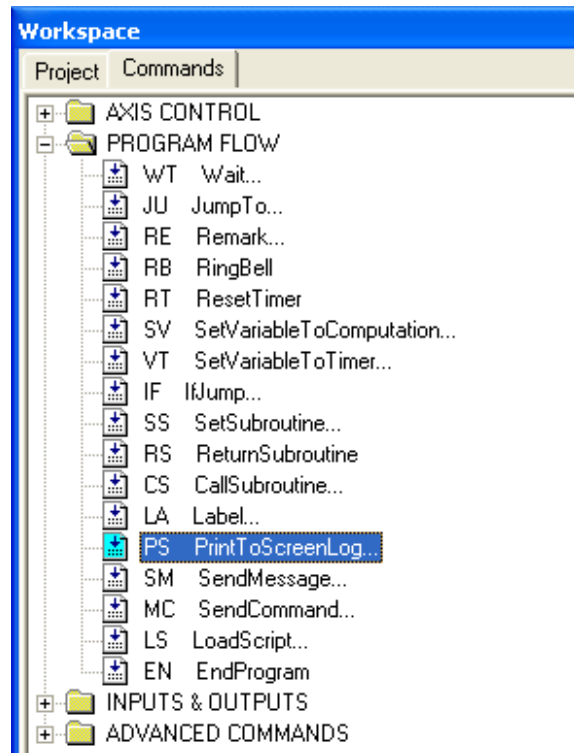 Workspace
Project Commands
AXIS CONTROL
PROGRAM FLOW
WT Wait...
JU JumpTo...
RE Remark...
RB RingBell
RT ResetTimer
SV SetVariableToComputation...
VT SetVariableToTimer...
IF IfJump...
SS SetSubroutine...
RS ReturnSubroutine
CS CallSubroutine...
LA Label...
PS PrintToScreenLog...
SM SendMessage...
MC SendCommand...
LS LoadScript...
EN EndProgram
INPUTS & OUTPUTS
ADVANCED COMMANDS